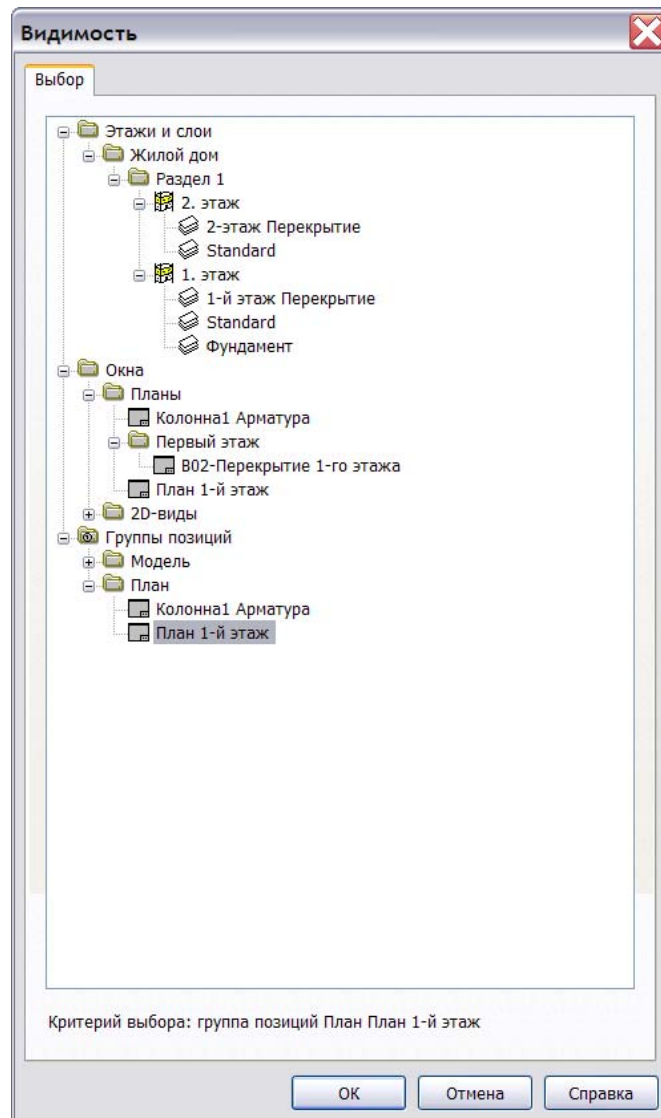 Видимость
Выбор
Этажи и слои
Жилой дом
Раздел 1
2. этаж
2-этаж Перекрытие
Standard
1. этаж
1-й этаж Перекрытие
Standard
Фундамент
Окна
Планы
Колонна1 Арматура
Первый этаж
B02-Перекрытие 1-го этажа
План 1-й этаж
2D-виды
Группы позиций
Модель
План
Колонна1 Арматура
План 1-й этаж
Критерий выбора: группа позиций План План 1-й этаж
ОК Отмена Справка